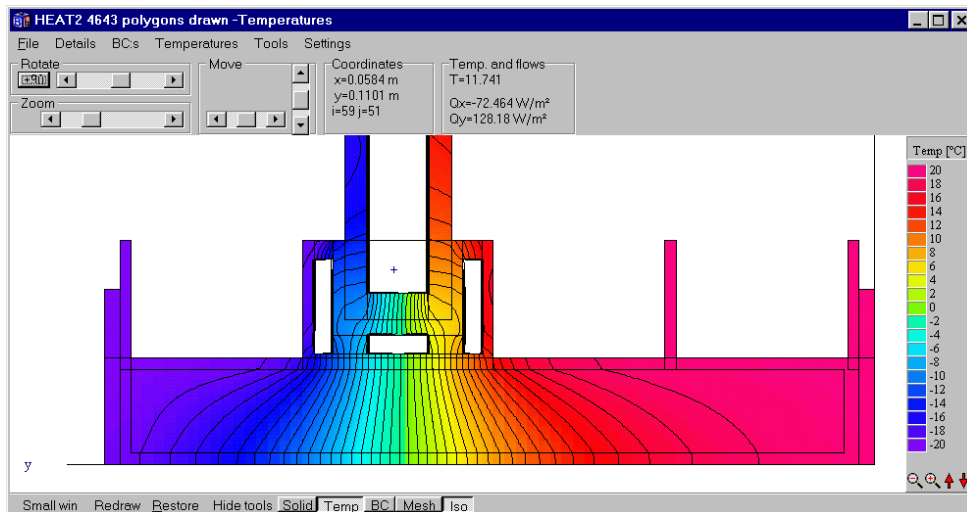 HEAT2 4643 polygons drawn -Temperatures
File Details BC:s Temperatures Tools Settings
Rotate
(+90)
Zoom
Move
Coordinates
x=0.0584 m
y=0.1101 m
i=59 j=51
Temp. and flows
T=11.741
Qx=-72.464 W/m²
Qy=128.18 W/m²
Temp [°C]
20
18
16
14
12
10
8
6
4
2
0
-2
-4
-6
-8
-10
-12
-14
-16
-18
-20
y
Small win Redraw Restore Hide tools Solid Temp BC Mesh Iso